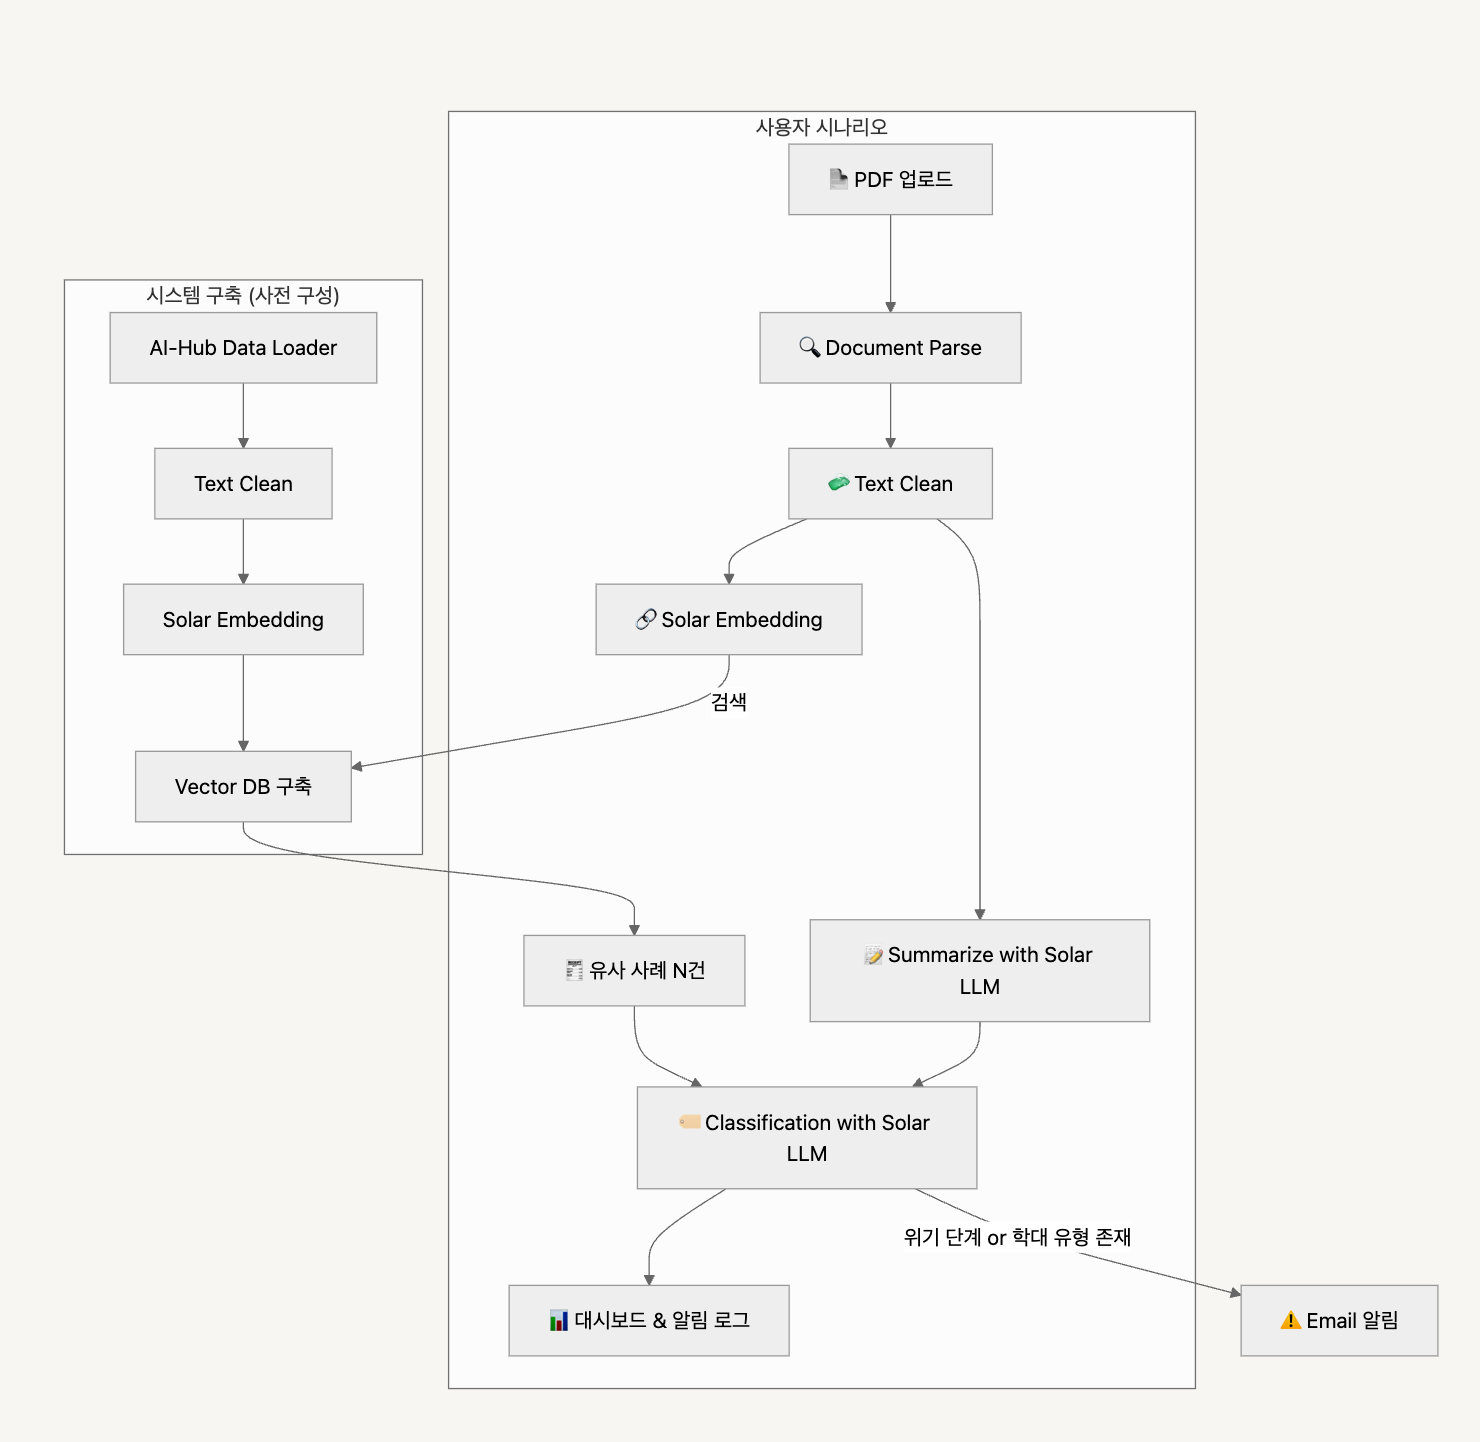 사용자 시나리오
PDF 업로드
시스템 구축 (사전 구성)
AI-Hub Data Loader
Document Parse
Text Clean
Text Clean
Solar Embedding
Solar Embedding
검색
Vector DB 구축
유사 사례 N건
Summarize with Solar
LLM
Classification with Solar
LLM
위기 단계 or 학대 유형 존재
대시보드 & 알림 로그
Email 알림